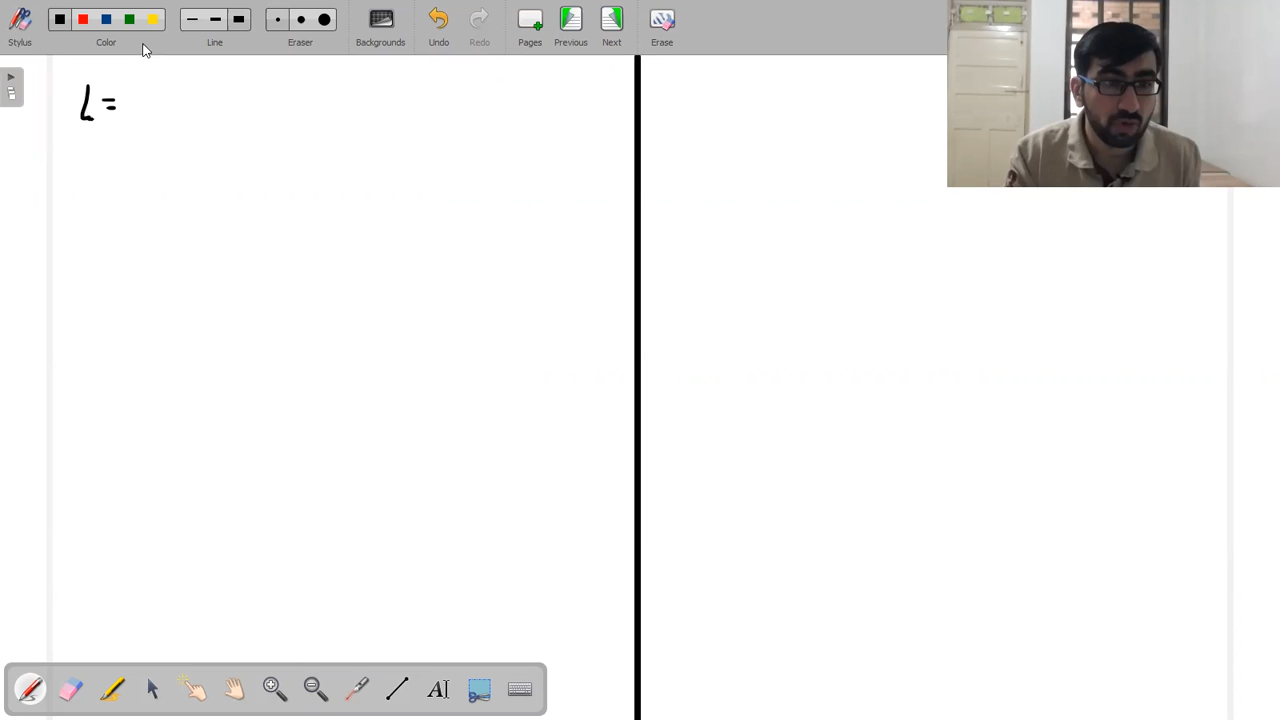 Stylus
Color
Line
Eraser
Backgrounds
Undo
Redo
Pages
Previous
Next
Erase
L =
A